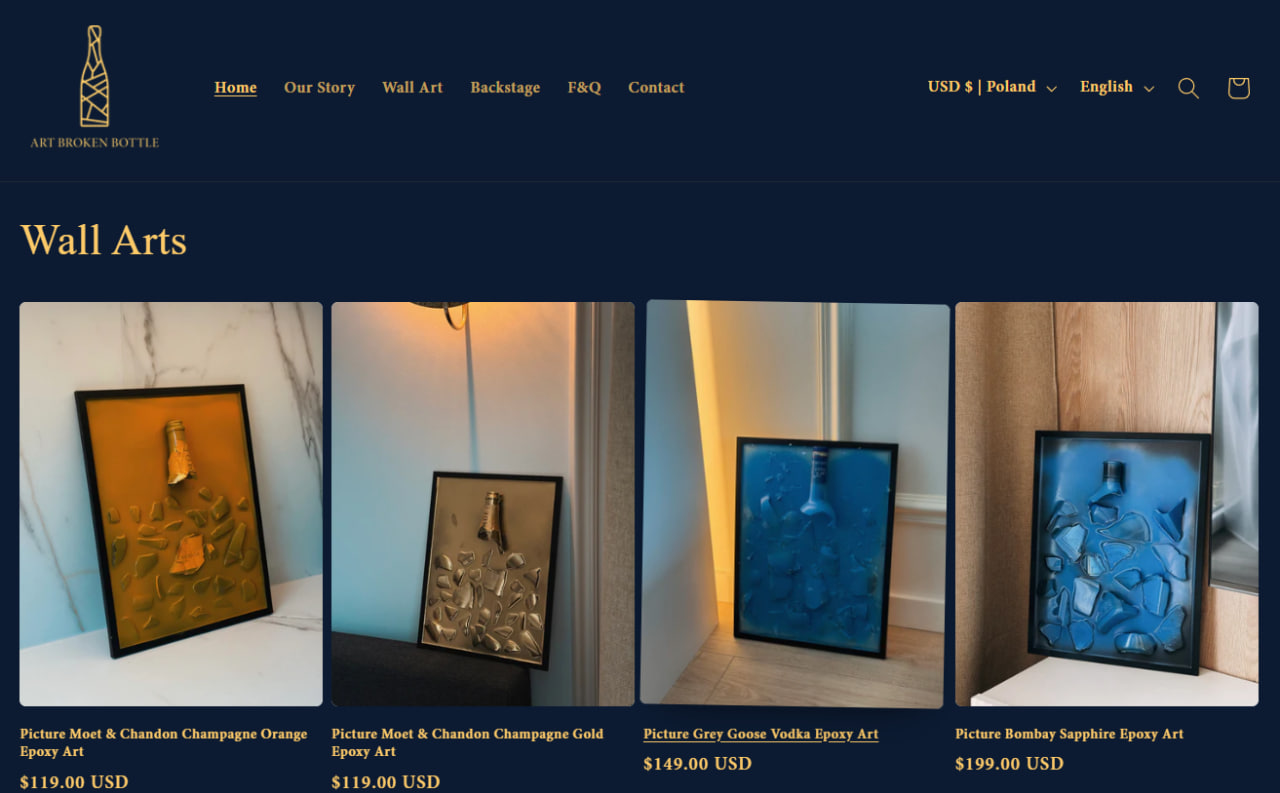 ART BROKEN BOTTLE
Home Our Story Wall Art Backstage F&Q Contact
USD $ | Poland English
Wall Arts
Picture Moet & Chandon Champagne Orange
Epoxy Art
$119.00 USD
Picture Moet & Chandon Champagne Gold
Epoxy Art
$119.00 USD
Picture Grey Goose Vodka Epoxy Art
$149.00 USD
Picture Bombay Sapphire Epoxy Art
$199.00 USD